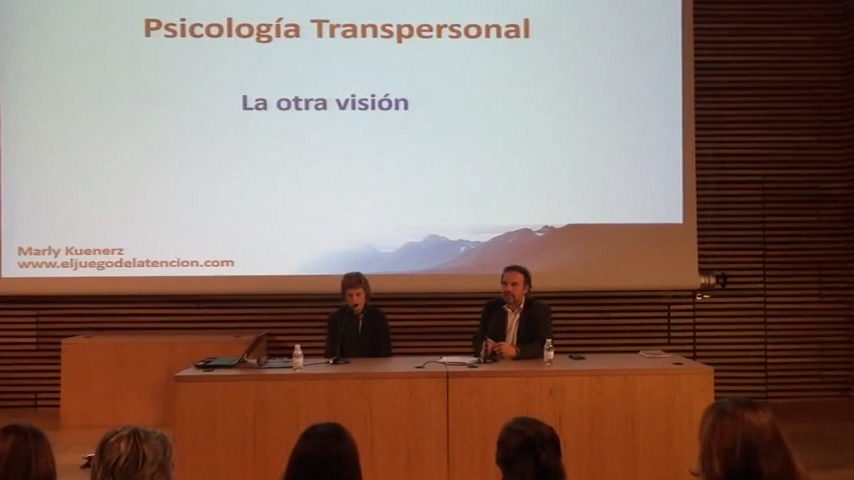 Psicología Transpersonal
La otra visión
Marly Kuenerz
www.eljuegodelatencion.com